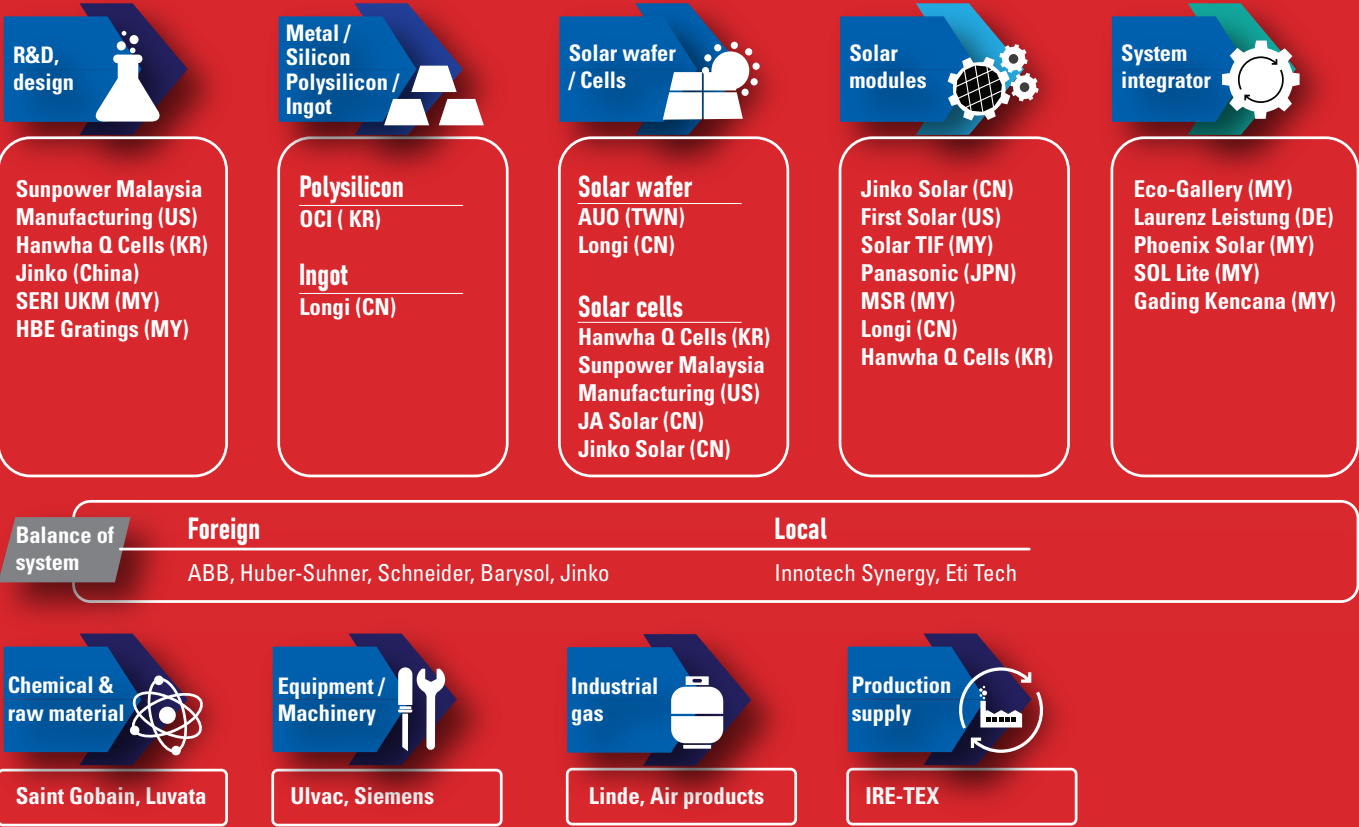 R&D,
design
Sunpower Malaysia
Manufacturing (US)
Hanwha Q Cells (KR)
Jinko (China)
SERI UKM (MY)
HBE Gratings (MY)
Metal /
Silicon
Polysilicon /
Ingot
Polysilicon
OCI ( KR)
Ingot
Longi (CN)
Solar wafer
/ Cells
Solar wafer
AUO (TWN)
Longi (CN)
Solar cells
Hanwha Q Cells (KR)
Sunpower Malaysia
Manufacturing (US)
JA Solar (CN)
Jinko Solar (CN)
Solar
modules
Jinko Solar (CN)
First Solar (US)
Solar TIF (MY)
Panasonic (JPN)
MSR (MY)
Longi (CN)
Hanwha Q Cells (KR)
System
integrator
Eco-Gallery (MY)
Laurenz Leistung (DE)
Phoenix Solar (MY)
SOL Lite (MY)
Gading Kencana (MY)
Balance of
system
Foreign
ABB, Huber-Suhner, Schneider, Barysol, Jinko
Local
Innotech Synergy, Eti Tech
Chemical &
raw material
Saint Gobain, Luvata
Equipment /
Machinery
Ulvac, Siemens
Industrial
gas
Linde, Air products
Production
supply
IRE-TEX